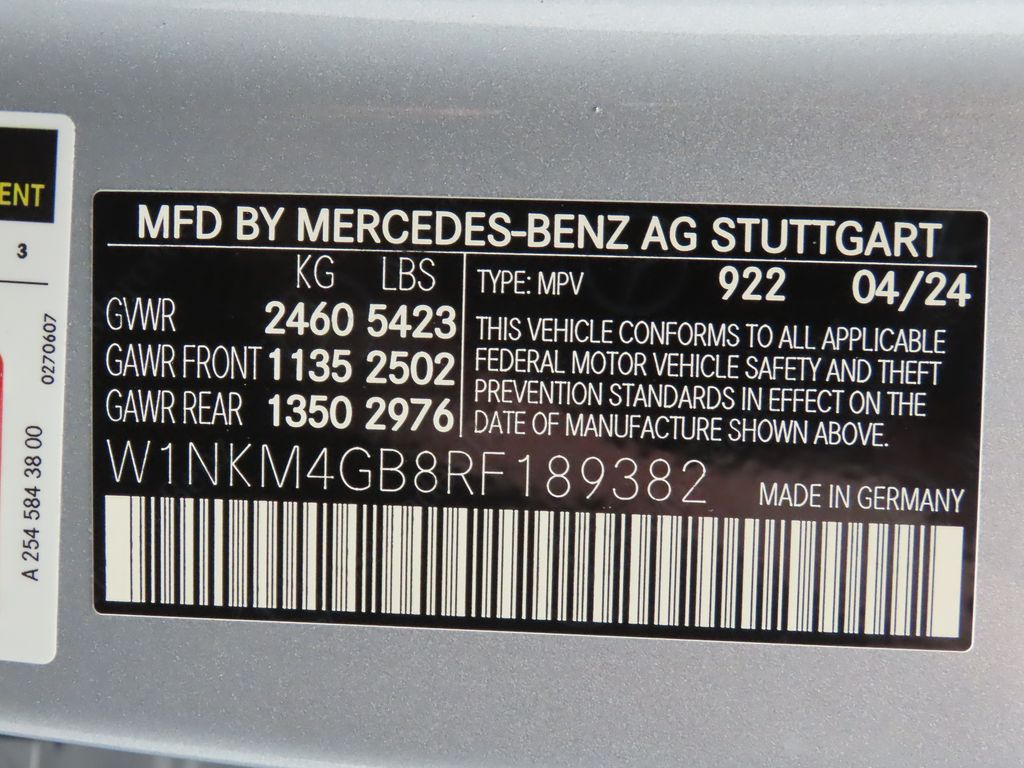 ENT
3
0270607
A 254 584 38 00
MFD BY MERCEDES-BENZ AG STUTTGART
KG LBS
GVWR 2460 5423
GAWR FRONT 1135 2502
GAWR REAR 1350 2976
TYPE: MPV 922 04/24
THIS VEHICLE CONFORMS TO ALL APPLICABLE
FEDERAL MOTOR VEHICLE SAFETY AND THEFT
PREVENTION STANDARDS IN EFFECT ON THE
DATE OF MANUFACTURE SHOWN ABOVE.
W1NKM4GB8RF189382
MADE IN GERMANY